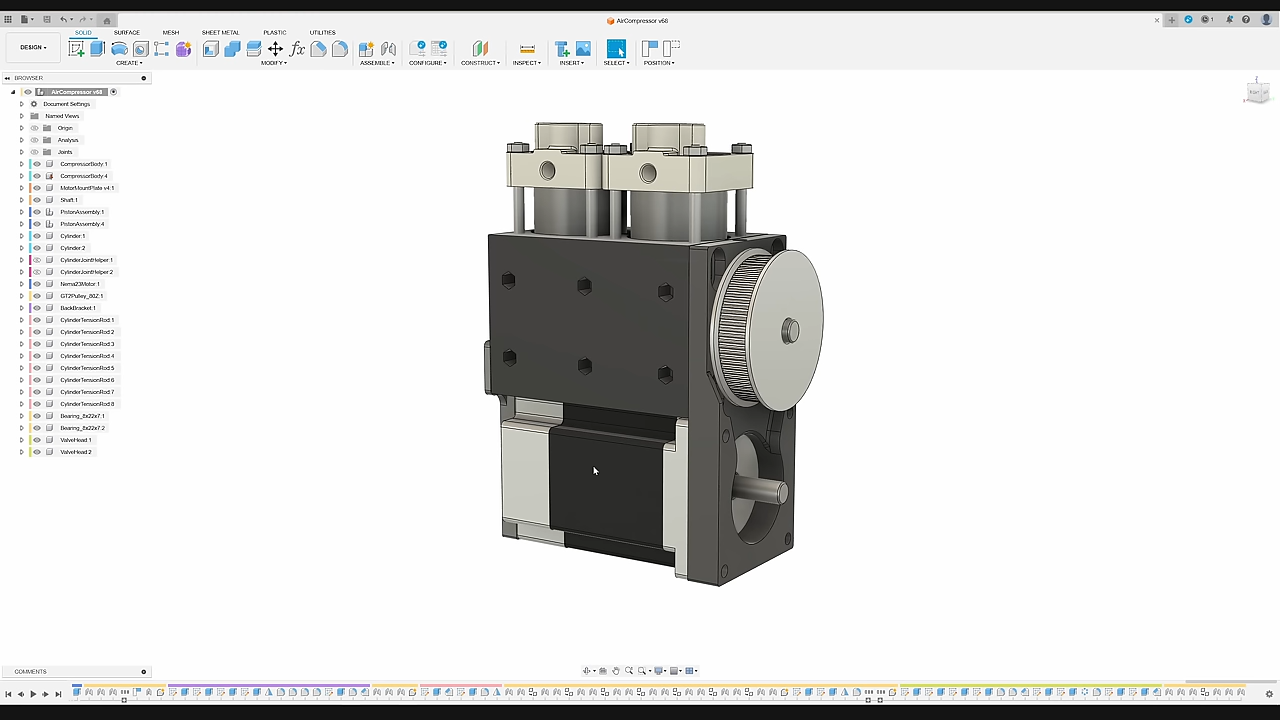 AirCompressor v68
1
DESIGN
SOLID SURFACE MESH SHEET METAL PLASTIC UTILITIES
CREATE MODIFY ASSEMBLE CONFIGURE CONSTRUCT INSPECT INSERT SELECT POSITION
BROWSER
AirCompressor v68
Document Settings
Named Views
Origin
Analysis
Joints
CompressorBody:1
CompressorBody:4
MotorMountPlate v4:1
Shaft:1
PistonAssembly:1
PistonAssembly:4
Cylinder:1
Cylinder:2
CylinderJointHelper:1
CylinderJointHelper:2
Nema23Motor:1
GT2Pulley_80Z:1
BackBracket:1
CylinderTensionRod:1
CylinderTensionRod:2
CylinderTensionRod:3
CylinderTensionRod:4
CylinderTensionRod:5
CylinderTensionRod:6
CylinderTensionRod:7
CylinderTensionRod:8
Bearing_8x22x7:1
Bearing_8x22x7:2
ValveHead:1
ValveHead:2
COMMENTS